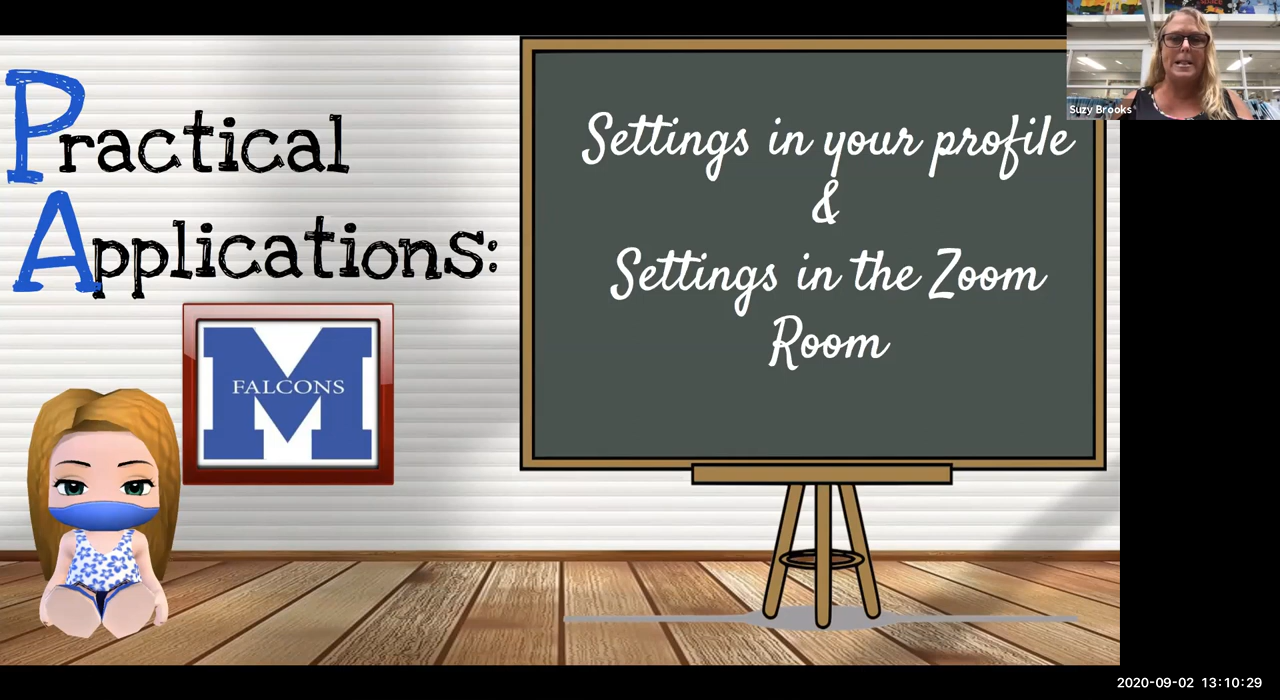 Practical
Applications:
FALCONS
Settings in your profile
&
Settings in the Zoom
Room
Suzy Brooks
2020-09-02 13:10:29